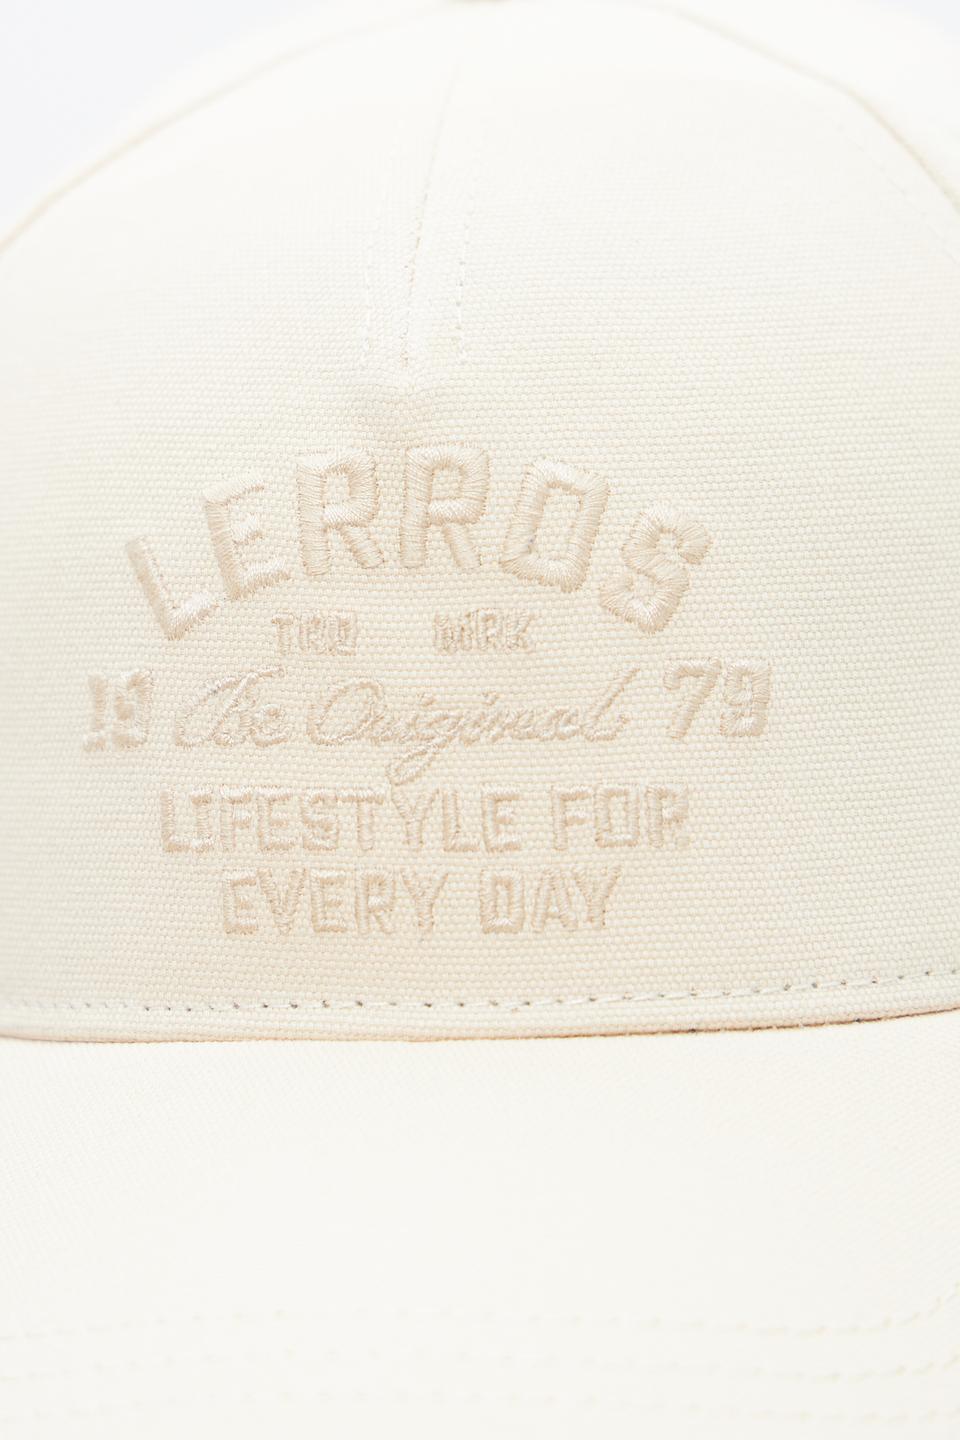 LERROS
TRD MRK
19 The Original 79
LIFESTYLE FOR
EVERY DAY